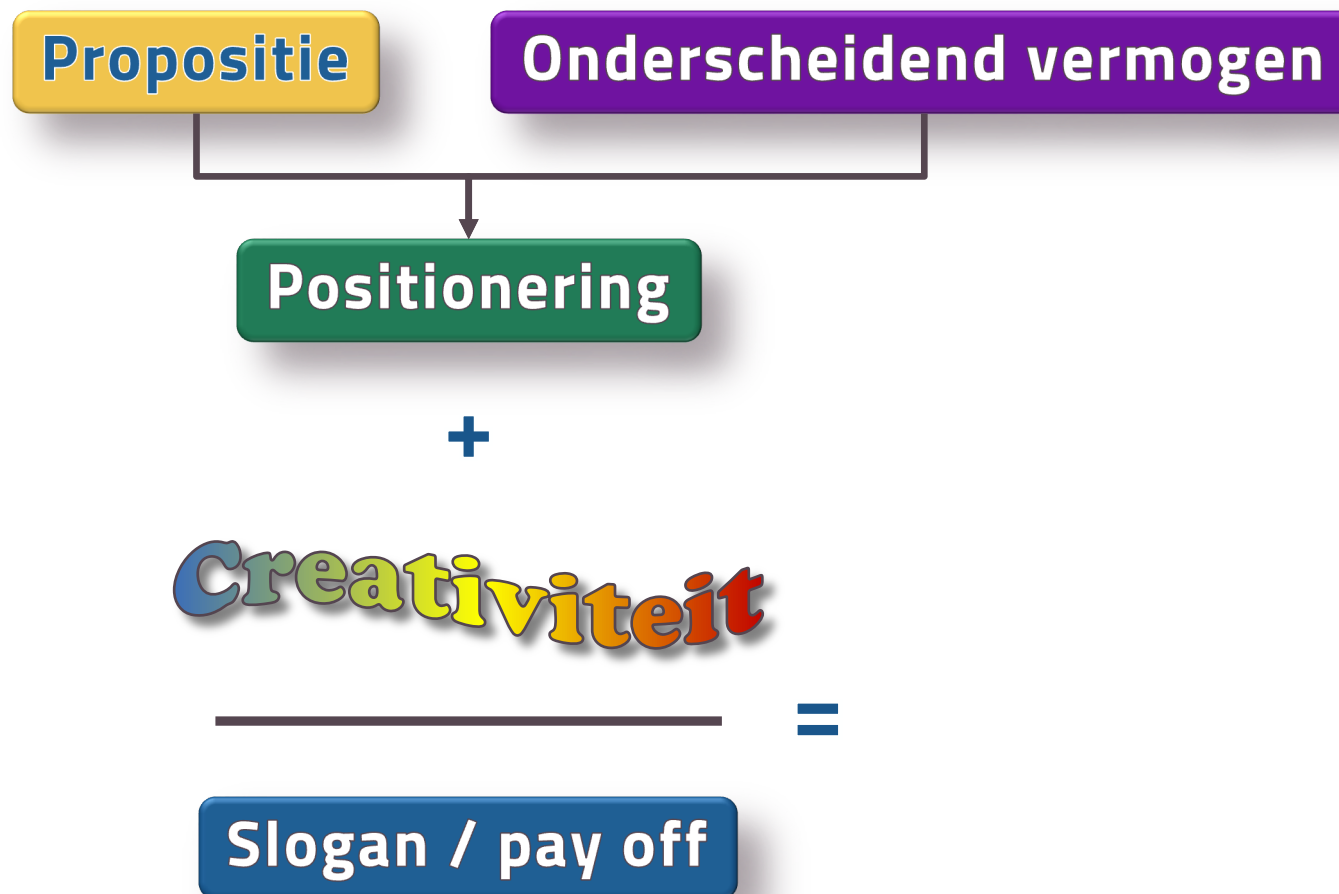 Propositie
Onderscheidend vermogen
Positionering
+
Creativiteit
=
Slogan / pay off